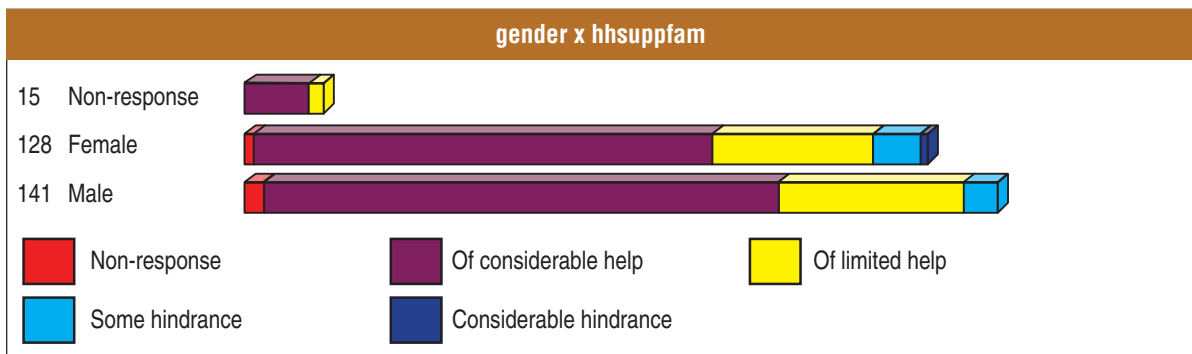 gender x hhsuppfam
15 Non-response
128 Female
141 Male
Non-response Of considerable help Of limited help
Some hindrance Considerable hindrance